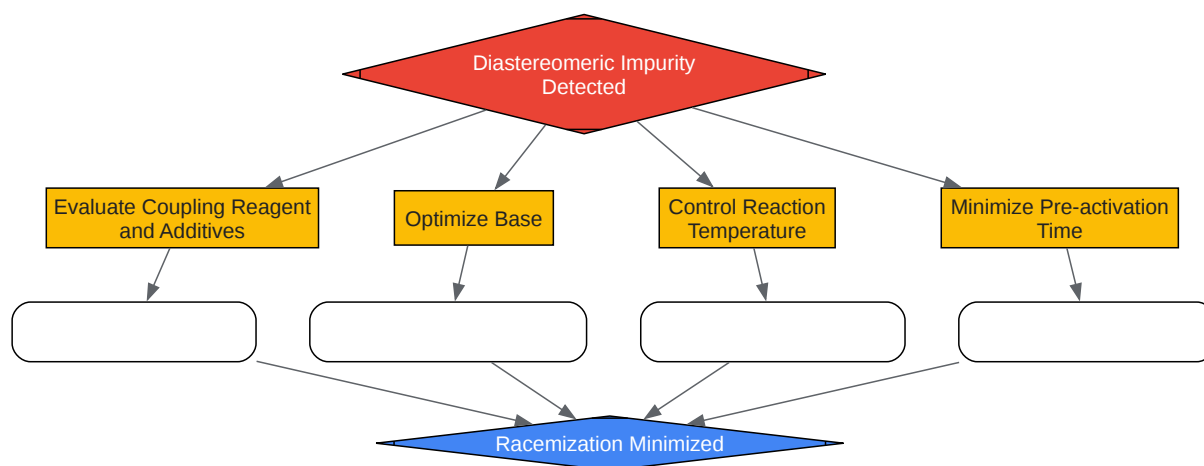 Diastereomeric Impurity
Detected
Evaluate Coupling Reagent
and Additives
Optimize Base
Control Reaction
Temperature
Minimize Pre-activation
Time
Racemization Minimized